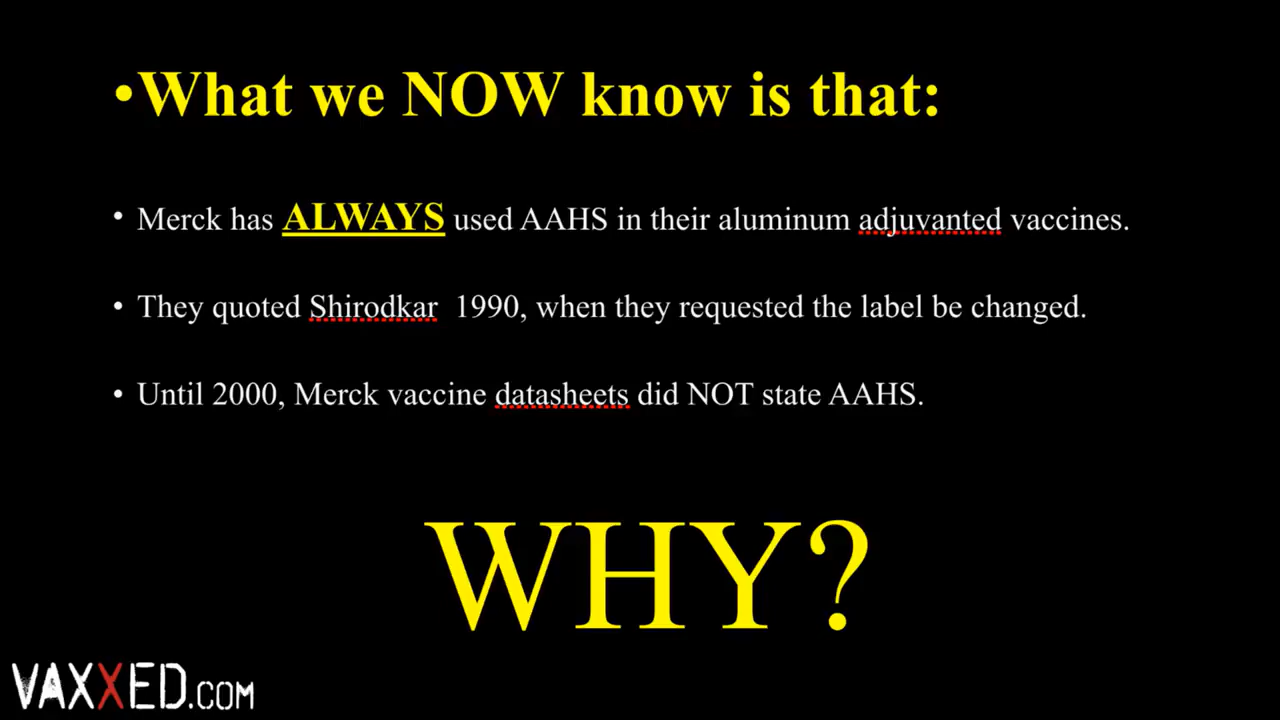 •What we NOW know is that:
• Merck has ALWAYS used AAHS in their aluminum adjuvanted vaccines.
• They quoted Shirodkar 1990, when they requested the label be changed.
• Until 2000, Merck vaccine datasheets did NOT state AAHS.
WHY?
VAXXED.COM